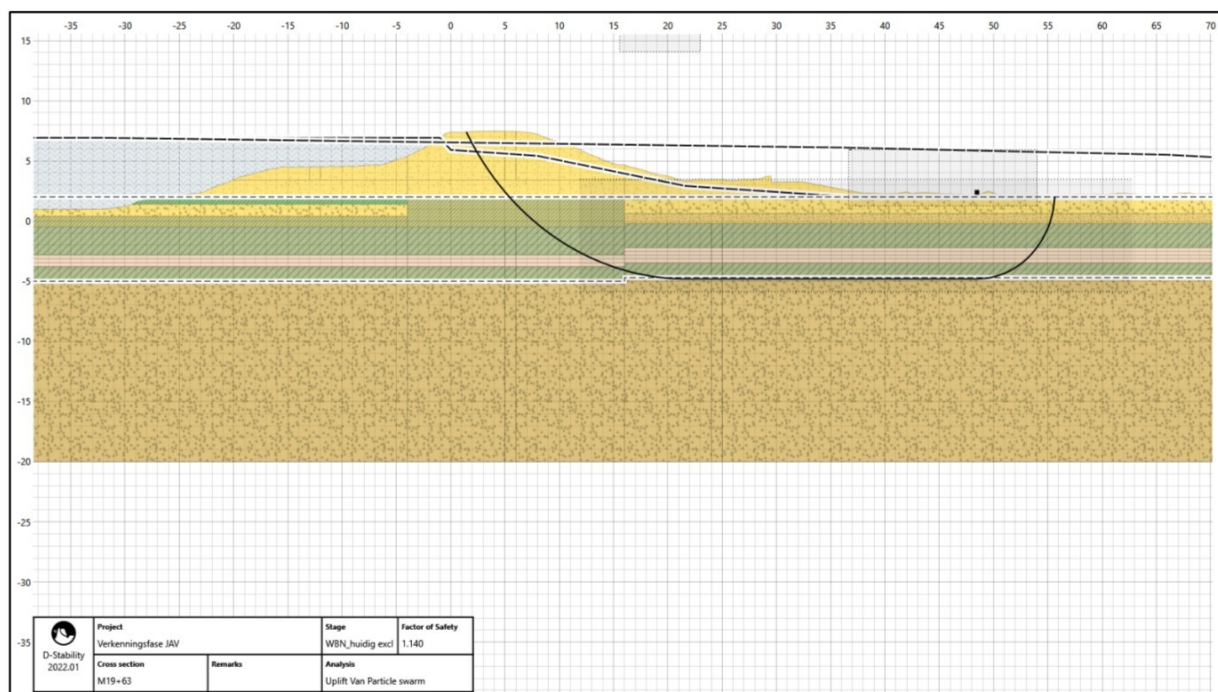 -35 -30 -25 -20 -15 -10 -5 0 5 10 15 20 25 30 35 40 45 50 55 60 65 70
15
10
5
0
-5
-10
-15
-20
-25
-30
-35
D-Stability
2022.01
Project
Verkenningsfase JAV
Stage
WBN_huidig excl
Factor of Safety
1.140
Cross section
M19+63
Remarks
Analysis
Uplift Van Particle swarm